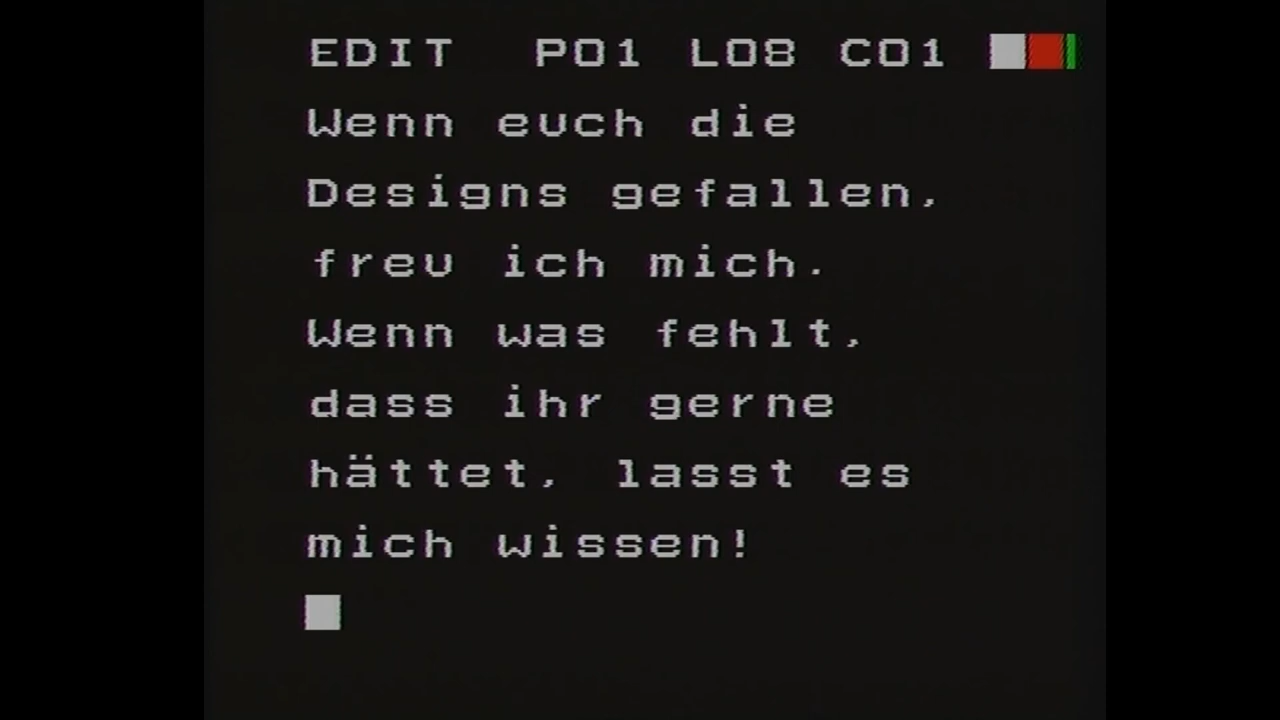 EDIT P01 L08 C01
Wenn euch die
Designs gefallen,
freu ich mich.
Wenn was fehlt,
dass ihr gerne
hättet, lasst es
mich wissen!